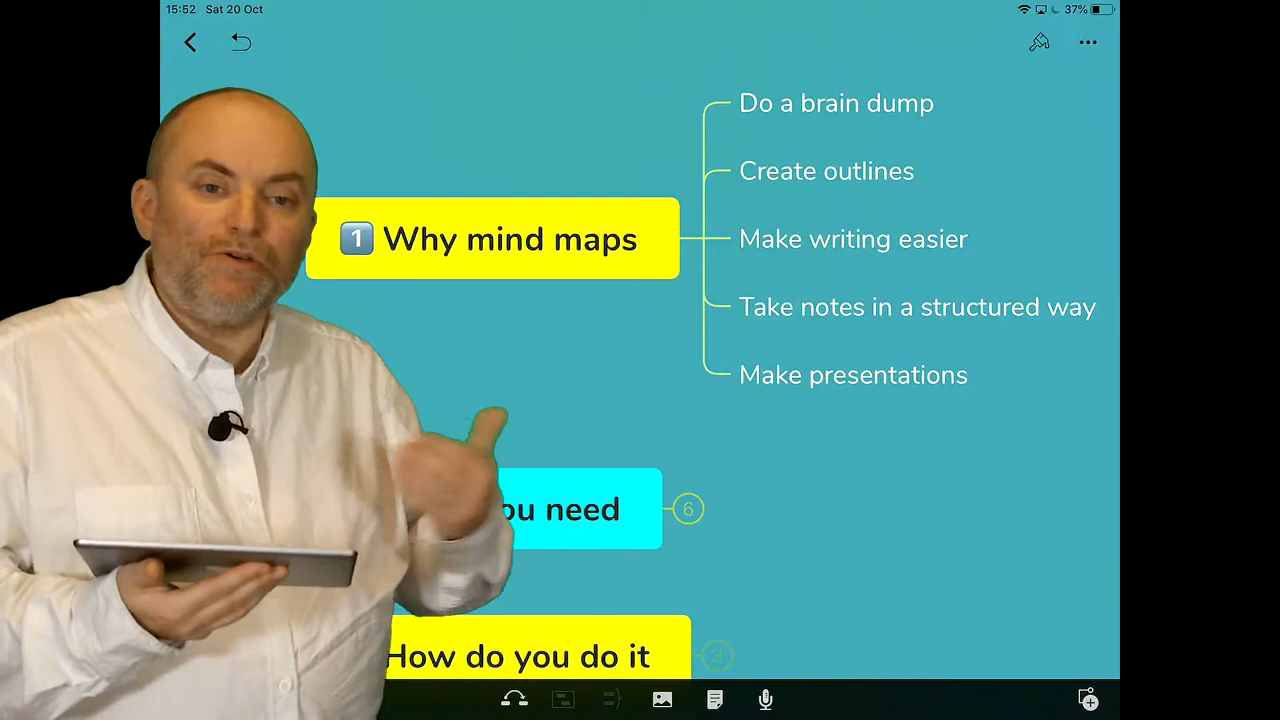 15:52 Sat 20 Oct
37%
Do a brain dump
Create outlines
1 Why mind maps
Make writing easier
Take notes in a structured way
Make presentations
need
6
How do you do it